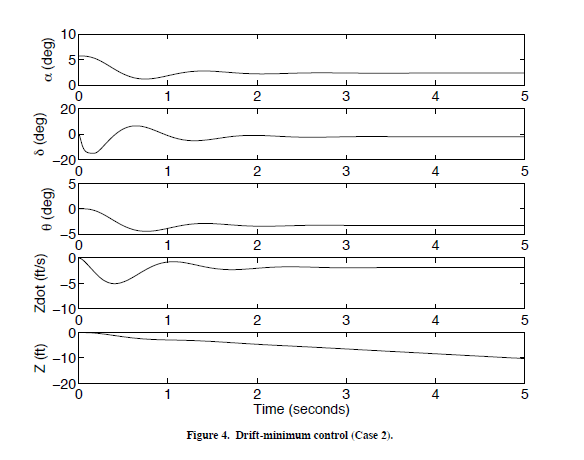 10
5
0
α (deg)
0 1 2 3 4 5
20
0
−20
δ (deg)
0 1 2 3 4 5
5
0
−5
θ (deg)
0 1 2 3 4 5
0
−5
−10
Zdot (ft/s)
0 1 2 3 4 5
0
−10
−20
Z (ft)
0 1 2 3 4 5
Time (seconds)
Figure 4. Drift-minimum control (Case 2).